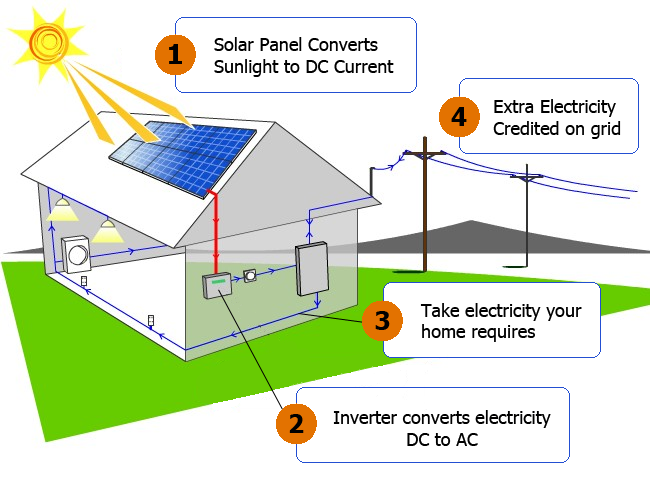 1
Solar Panel Converts
Sunlight to DC Current
4
Extra Electricity
Credited on grid
3
Take electricity your
home requires
2
Inverter converts electricity
DC to AC